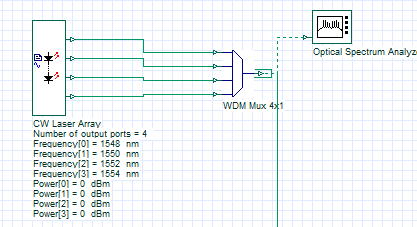 Optical Spectrum Analyz
WDM Mux 4x1
CW Laser Array
Number of output ports = 4
Frequency[0] = 1548 nm
Frequency[1] = 1550 nm
Frequency[2] = 1552 nm
Frequency[3] = 1554 nm
Power[0] = 0 dBm
Power[1] = 0 dBm
Power[2] = 0 dBm
Power[3] = 0 dBm